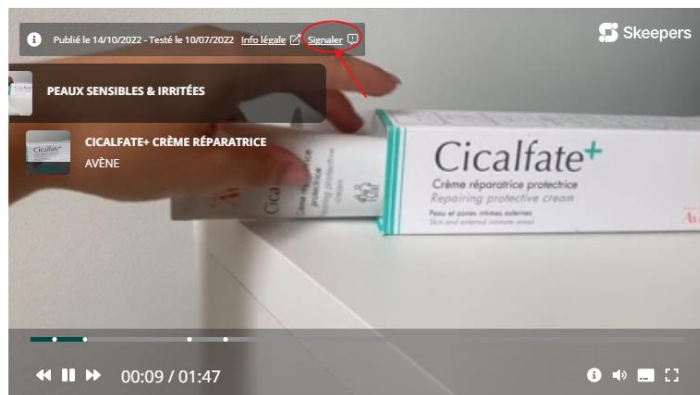 Publié le 14/10/2022 - Testé le 10/07/2022 Info légale Signaler
Skeepers
PEAUX SENSIBLES & IRRITÉES
CICALFATE+ CRÈME RÉPARATRICE
AVÈNE
Cicalfate+
Crème réparatrice protectrice
Repairing protective cream
Peau et zones intimes externes
Skin and external intimate areas
00:09 / 01:47